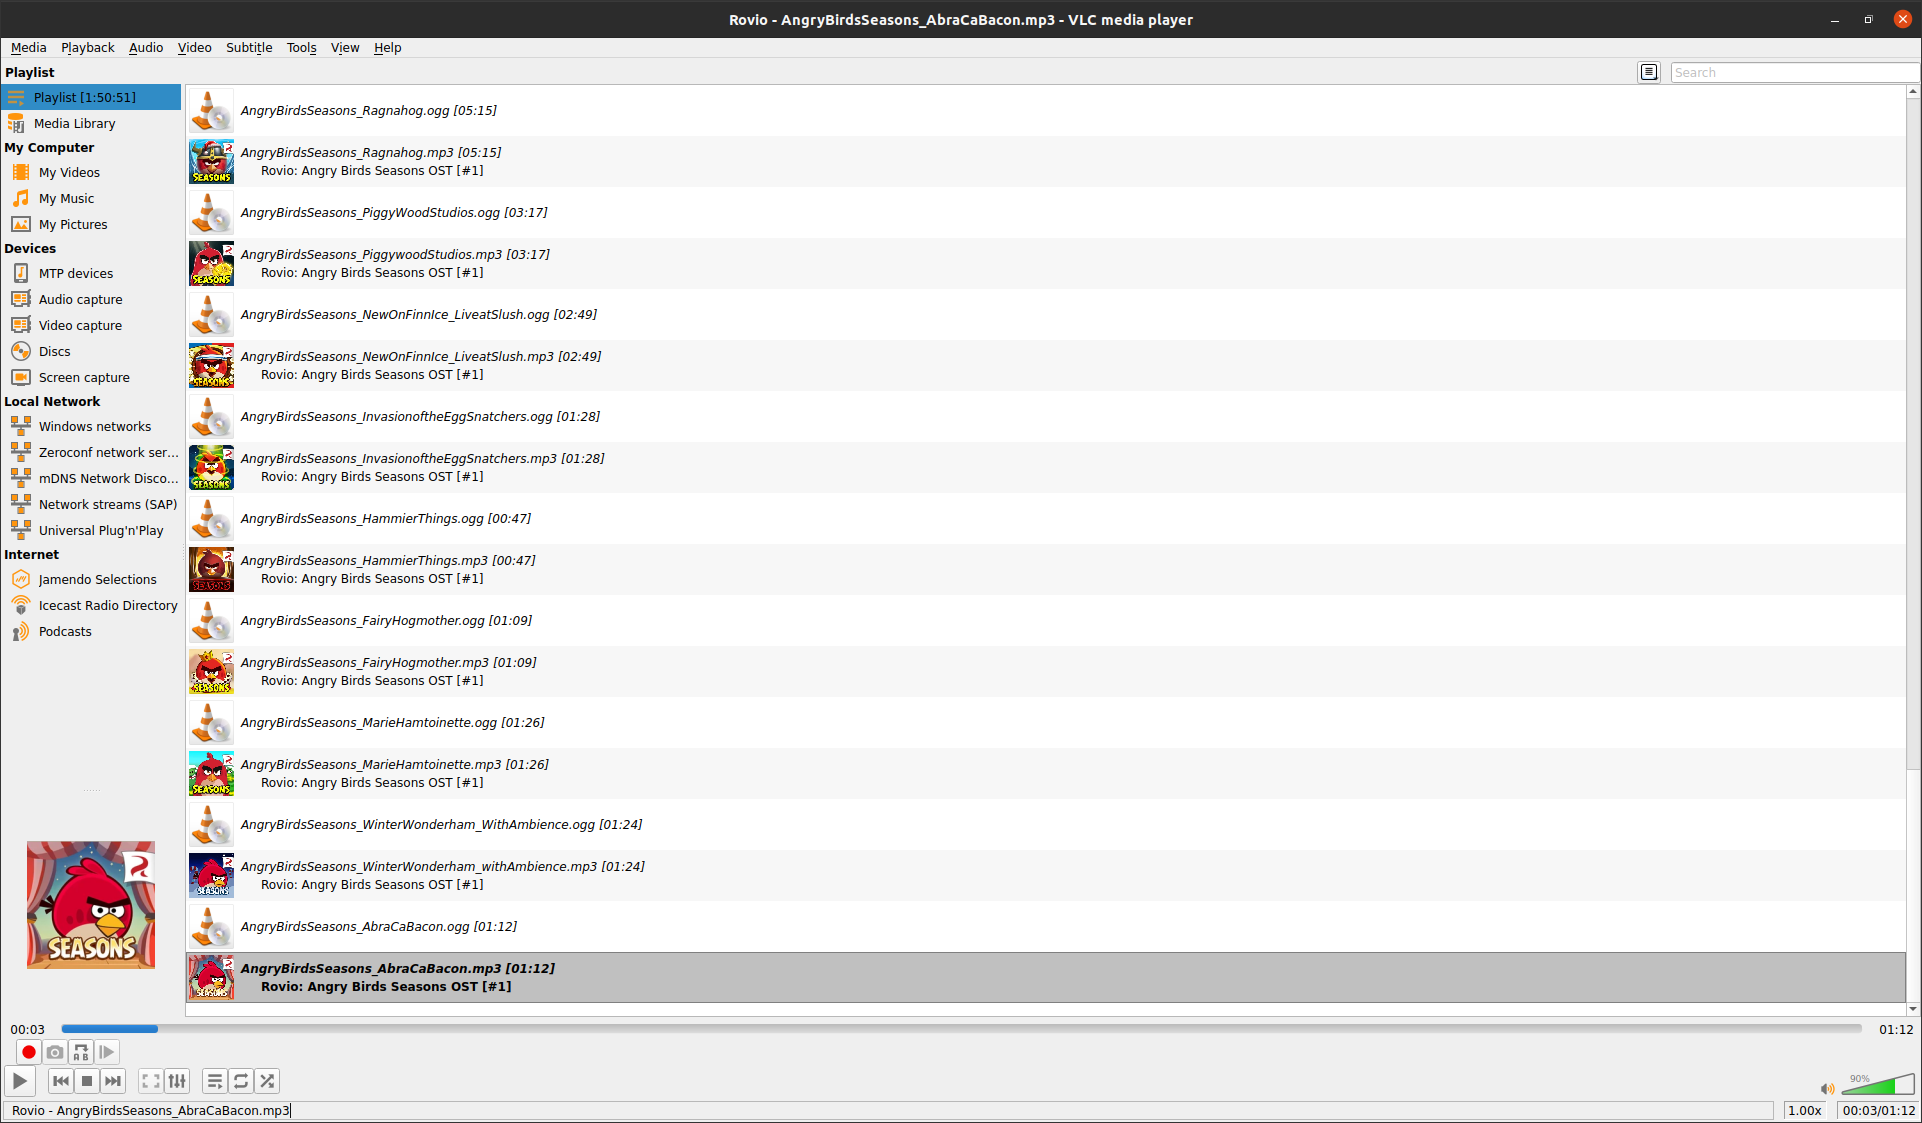 Rovio - AngryBirdsSeasons_AbraCaBacon.mp3 - VLC media player
Media Playback Audio Video Subtitle Tools View Help
Playlist
Search
Playlist [1:50:51]
Media Library
My Computer
My Videos
My Music
My Pictures
Devices
MTP devices
Audio capture
Video capture
Discs
Screen capture
Local Network
Windows networks
Zeroconf network ser...
mDNS Network Disco...
Network streams (SAP)
Universal Plug'n'Play
Internet
Jamendo Selections
Icecast Radio Directory
Podcasts
SEASONS
AngryBirdsSeasons_Ragnahog.ogg [05:15]
AngryBirdsSeasons_Ragnahog.mp3 [05:15]
Rovio: Angry Birds Seasons OST [#1]
SEASONS
AngryBirdsSeasons_PiggyWoodStudios.ogg [03:17]
AngryBirdsSeasons_PiggywoodStudios.mp3 [03:17]
Rovio: Angry Birds Seasons OST [#1]
SEASONS
AngryBirdsSeasons_NewOnFinnIce_LiveatSlush.ogg [02:49]
AngryBirdsSeasons_NewOnFinnIce_LiveatSlush.mp3 [02:49]
Rovio: Angry Birds Seasons OST [#1]
SEASONS
AngryBirdsSeasons_InvasionoftheEggSnatchers.ogg [01:28]
AngryBirdsSeasons_InvasionoftheEggSnatchers.mp3 [01:28]
Rovio: Angry Birds Seasons OST [#1]
SEASONS
AngryBirdsSeasons_HammierThings.ogg [00:47]
AngryBirdsSeasons_HammierThings.mp3 [00:47]
Rovio: Angry Birds Seasons OST [#1]
SEASONS
AngryBirdsSeasons_FairyHogmother.ogg [01:09]
AngryBirdsSeasons_FairyHogmother.mp3 [01:09]
Rovio: Angry Birds Seasons OST [#1]
SEASONS
AngryBirdsSeasons_MarieHamtoinette.ogg [01:26]
AngryBirdsSeasons_MarieHamtoinette.mp3 [01:26]
Rovio: Angry Birds Seasons OST [#1]
SEASONS
AngryBirdsSeasons_WinterWonderham_WithAmbience.ogg [01:24]
AngryBirdsSeasons_WinterWonderham_withAmbience.mp3 [01:24]
Rovio: Angry Birds Seasons OST [#1]
SEASONS
AngryBirdsSeasons_AbraCaBacon.ogg [01:12]
AngryBirdsSeasons_AbraCaBacon.mp3 [01:12]
Rovio: Angry Birds Seasons OST [#1]
SEASONS
00:03
01:12
A B
90%
Rovio - AngryBirdsSeasons_AbraCaBacon.mp3
1.00x
00:03/01:12